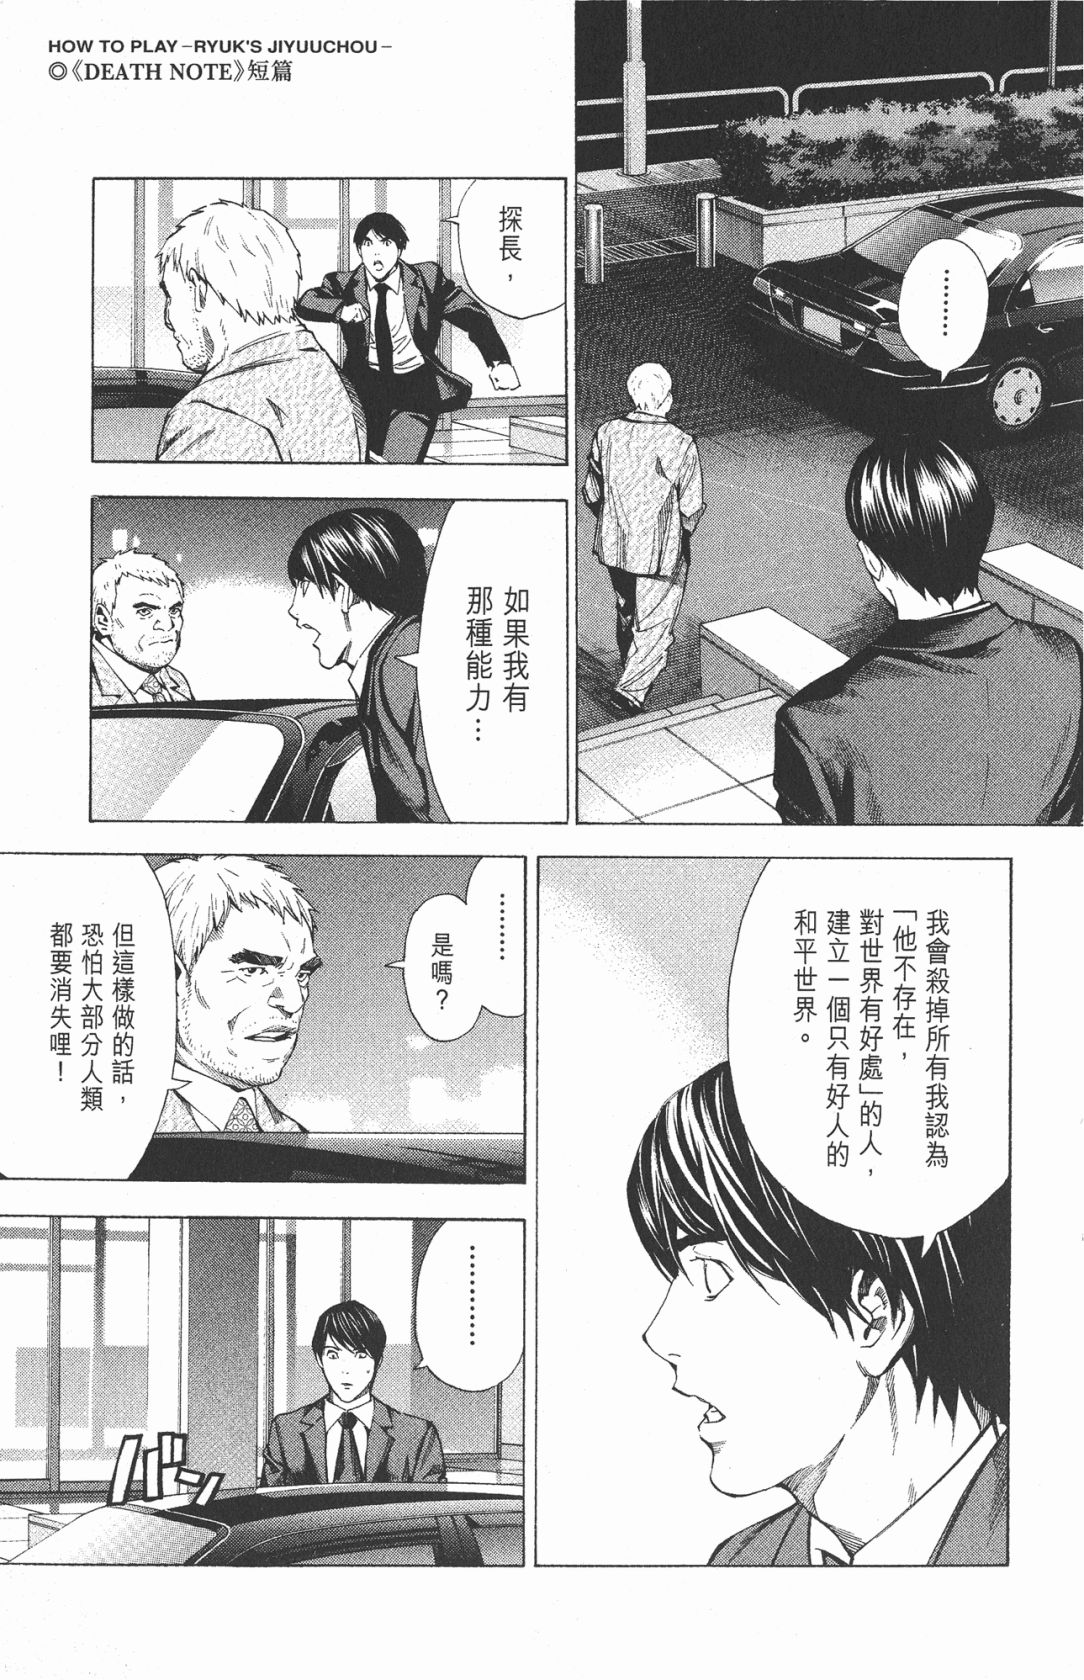 HOW TO PLAY –RYUK'S JIYUUCHOU–
◎《DEATH NOTE》短篇
…………
探長，
如果我有
那種能力…
我會殺掉所有我認為
「他不存在，
對世界有好處」的人，
建立一個只有好人的
和平世界。
………
是嗎？
但這樣做的話，
恐怕大部分人類
都要消失哩！
…………
バン